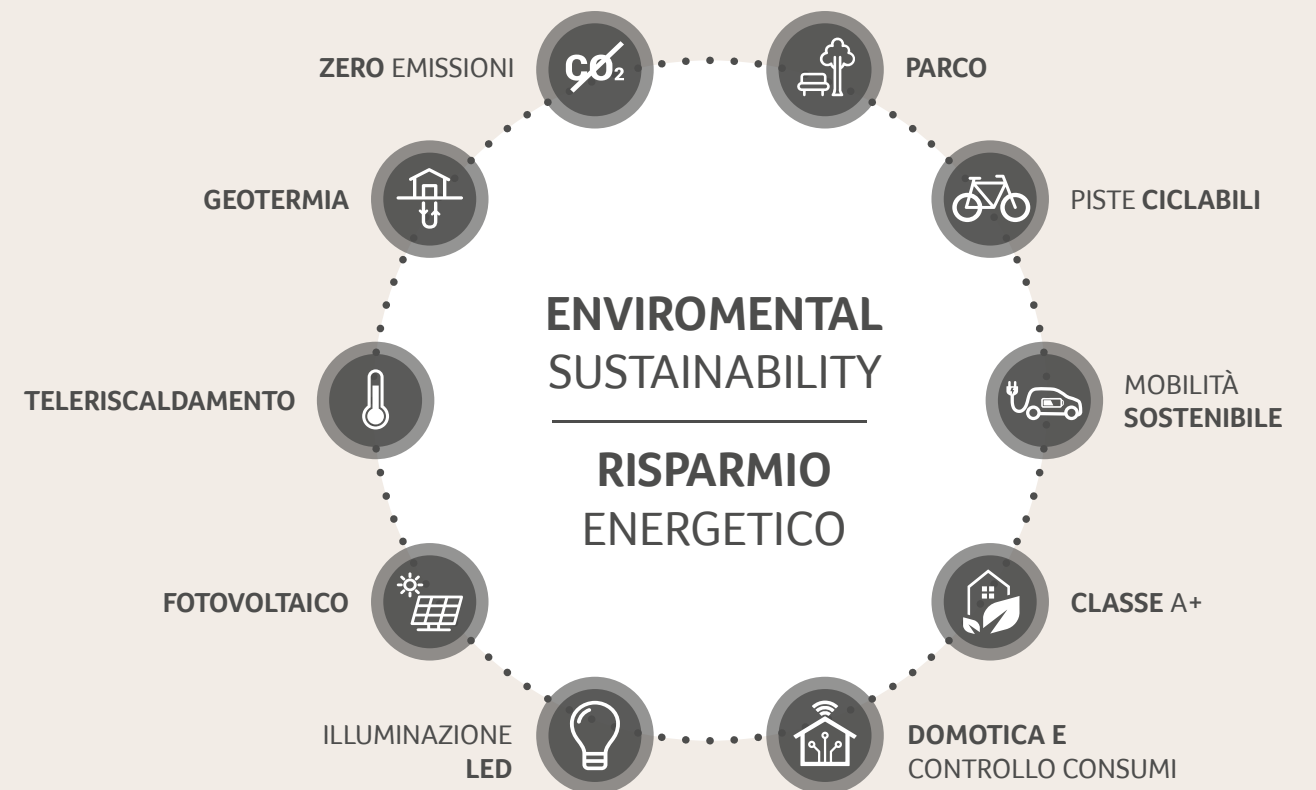 ZERO EMISSIONI
CO₂
PARCO
GEOTERMIA
PISTE CICLABILI
ENVIROMENTAL
SUSTAINABILITY
RISPARMIO
ENERGETICO
TELERISCALDAMENTO
MOBILITÀ
SOSTENIBILE
FOTOVOLTAICO
CLASSE A+
ILLUMINAZIONE
LED
DOMOTICA E
CONTROLLO CONSUMI